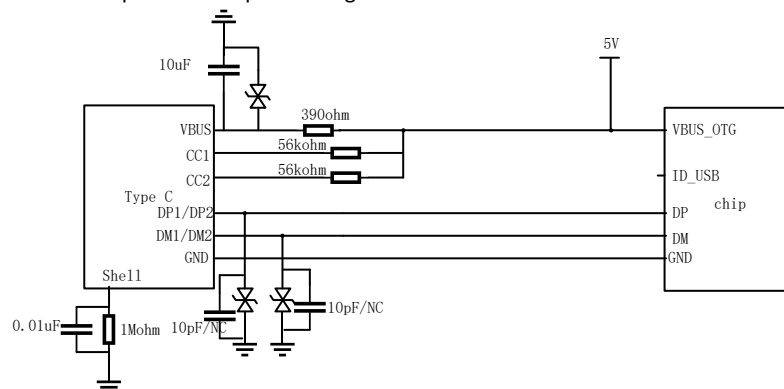 5V
10uF
390ohm
VBUS
VBUS_OTG
56kohm
CC1
56kohm
CC2
ID_USB
Type C
chip
DP1/DP2
DP
DM1/DM2
DM
GND
GND
Shell
10pF/NC
0.01uF
1Mohm
10pF/NC